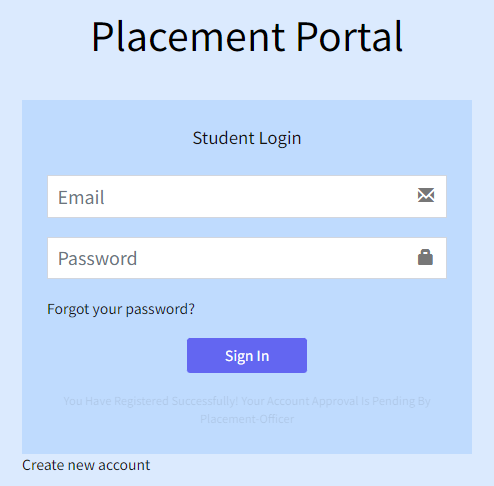 Placement Portal
Student Login
Email
Password
Forgot your password?
Sign In
You Have Registered Successfully! Your Account Approval Is Pending By
Placement-Officer
Create new account